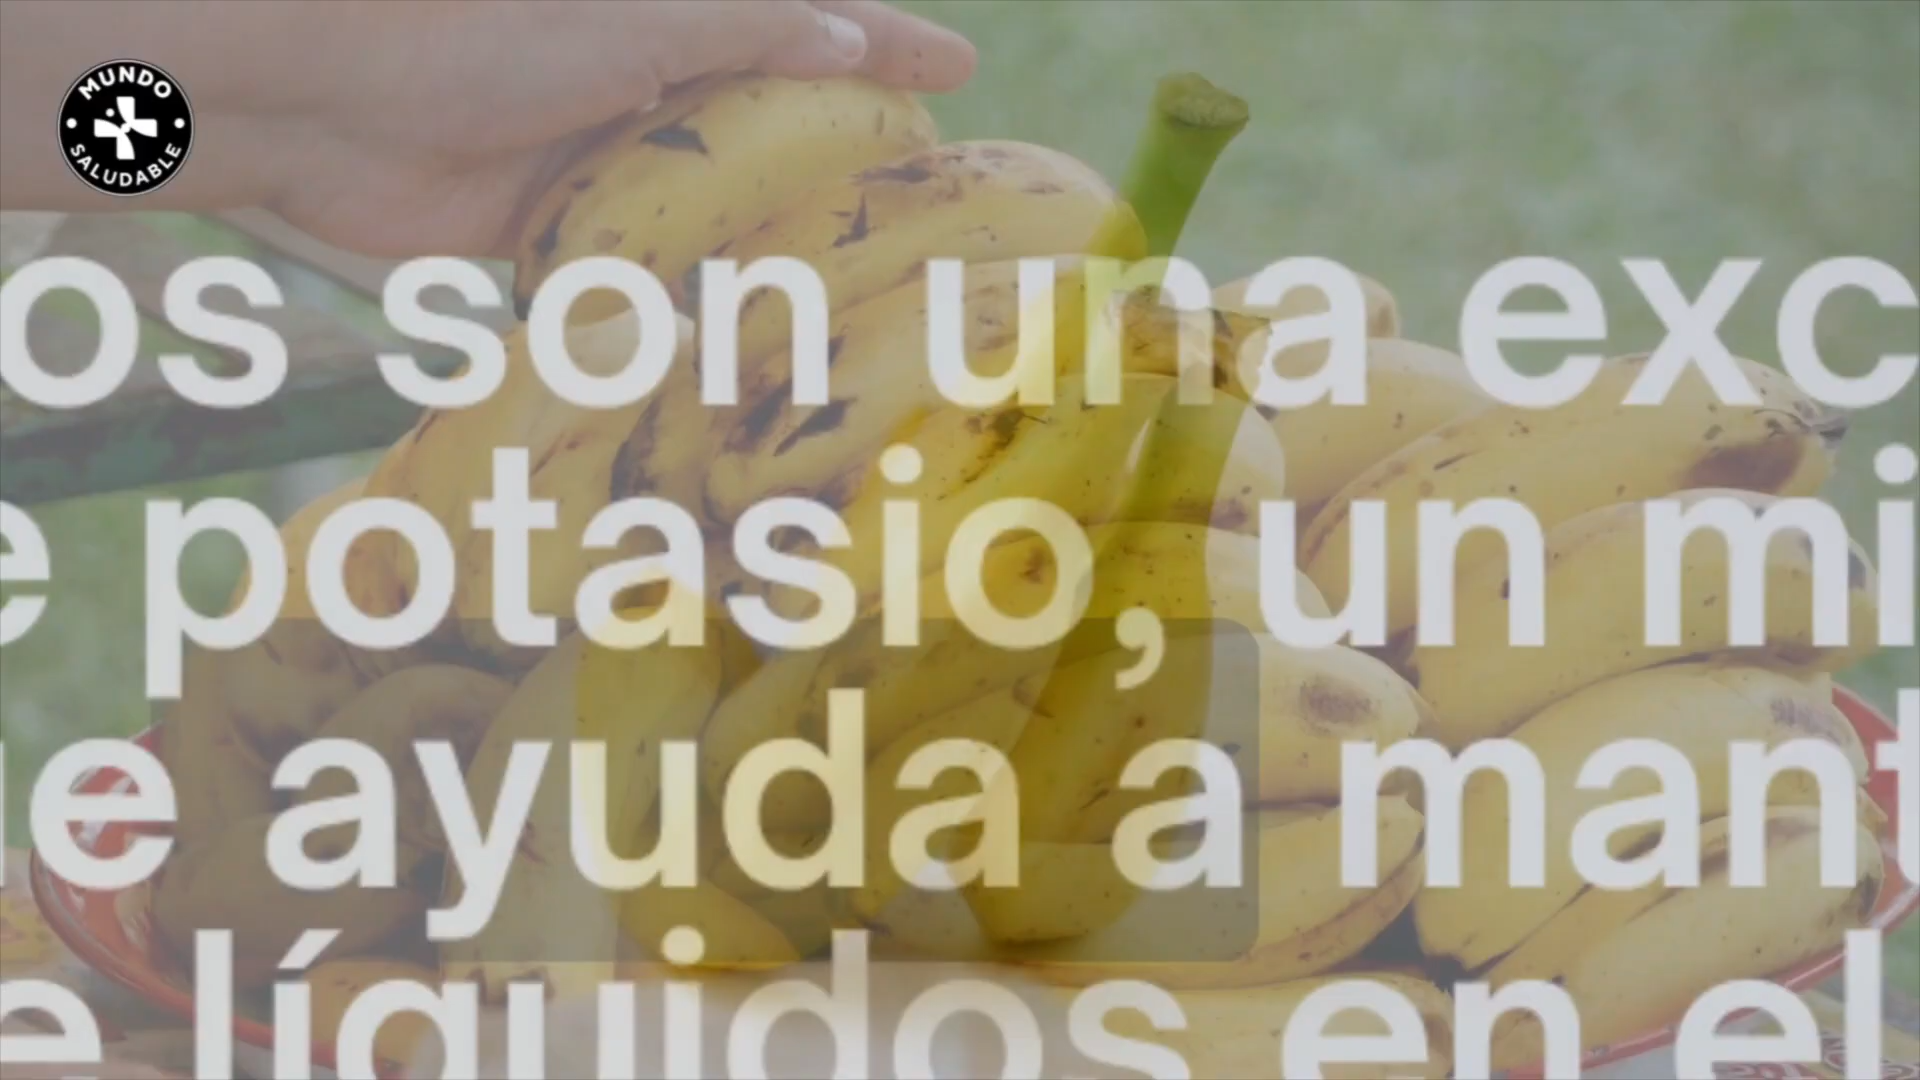 MUNDO
SALUDABLE
os son una exc
e potasio, un mi
e ayuda a mant
e líquidos en el